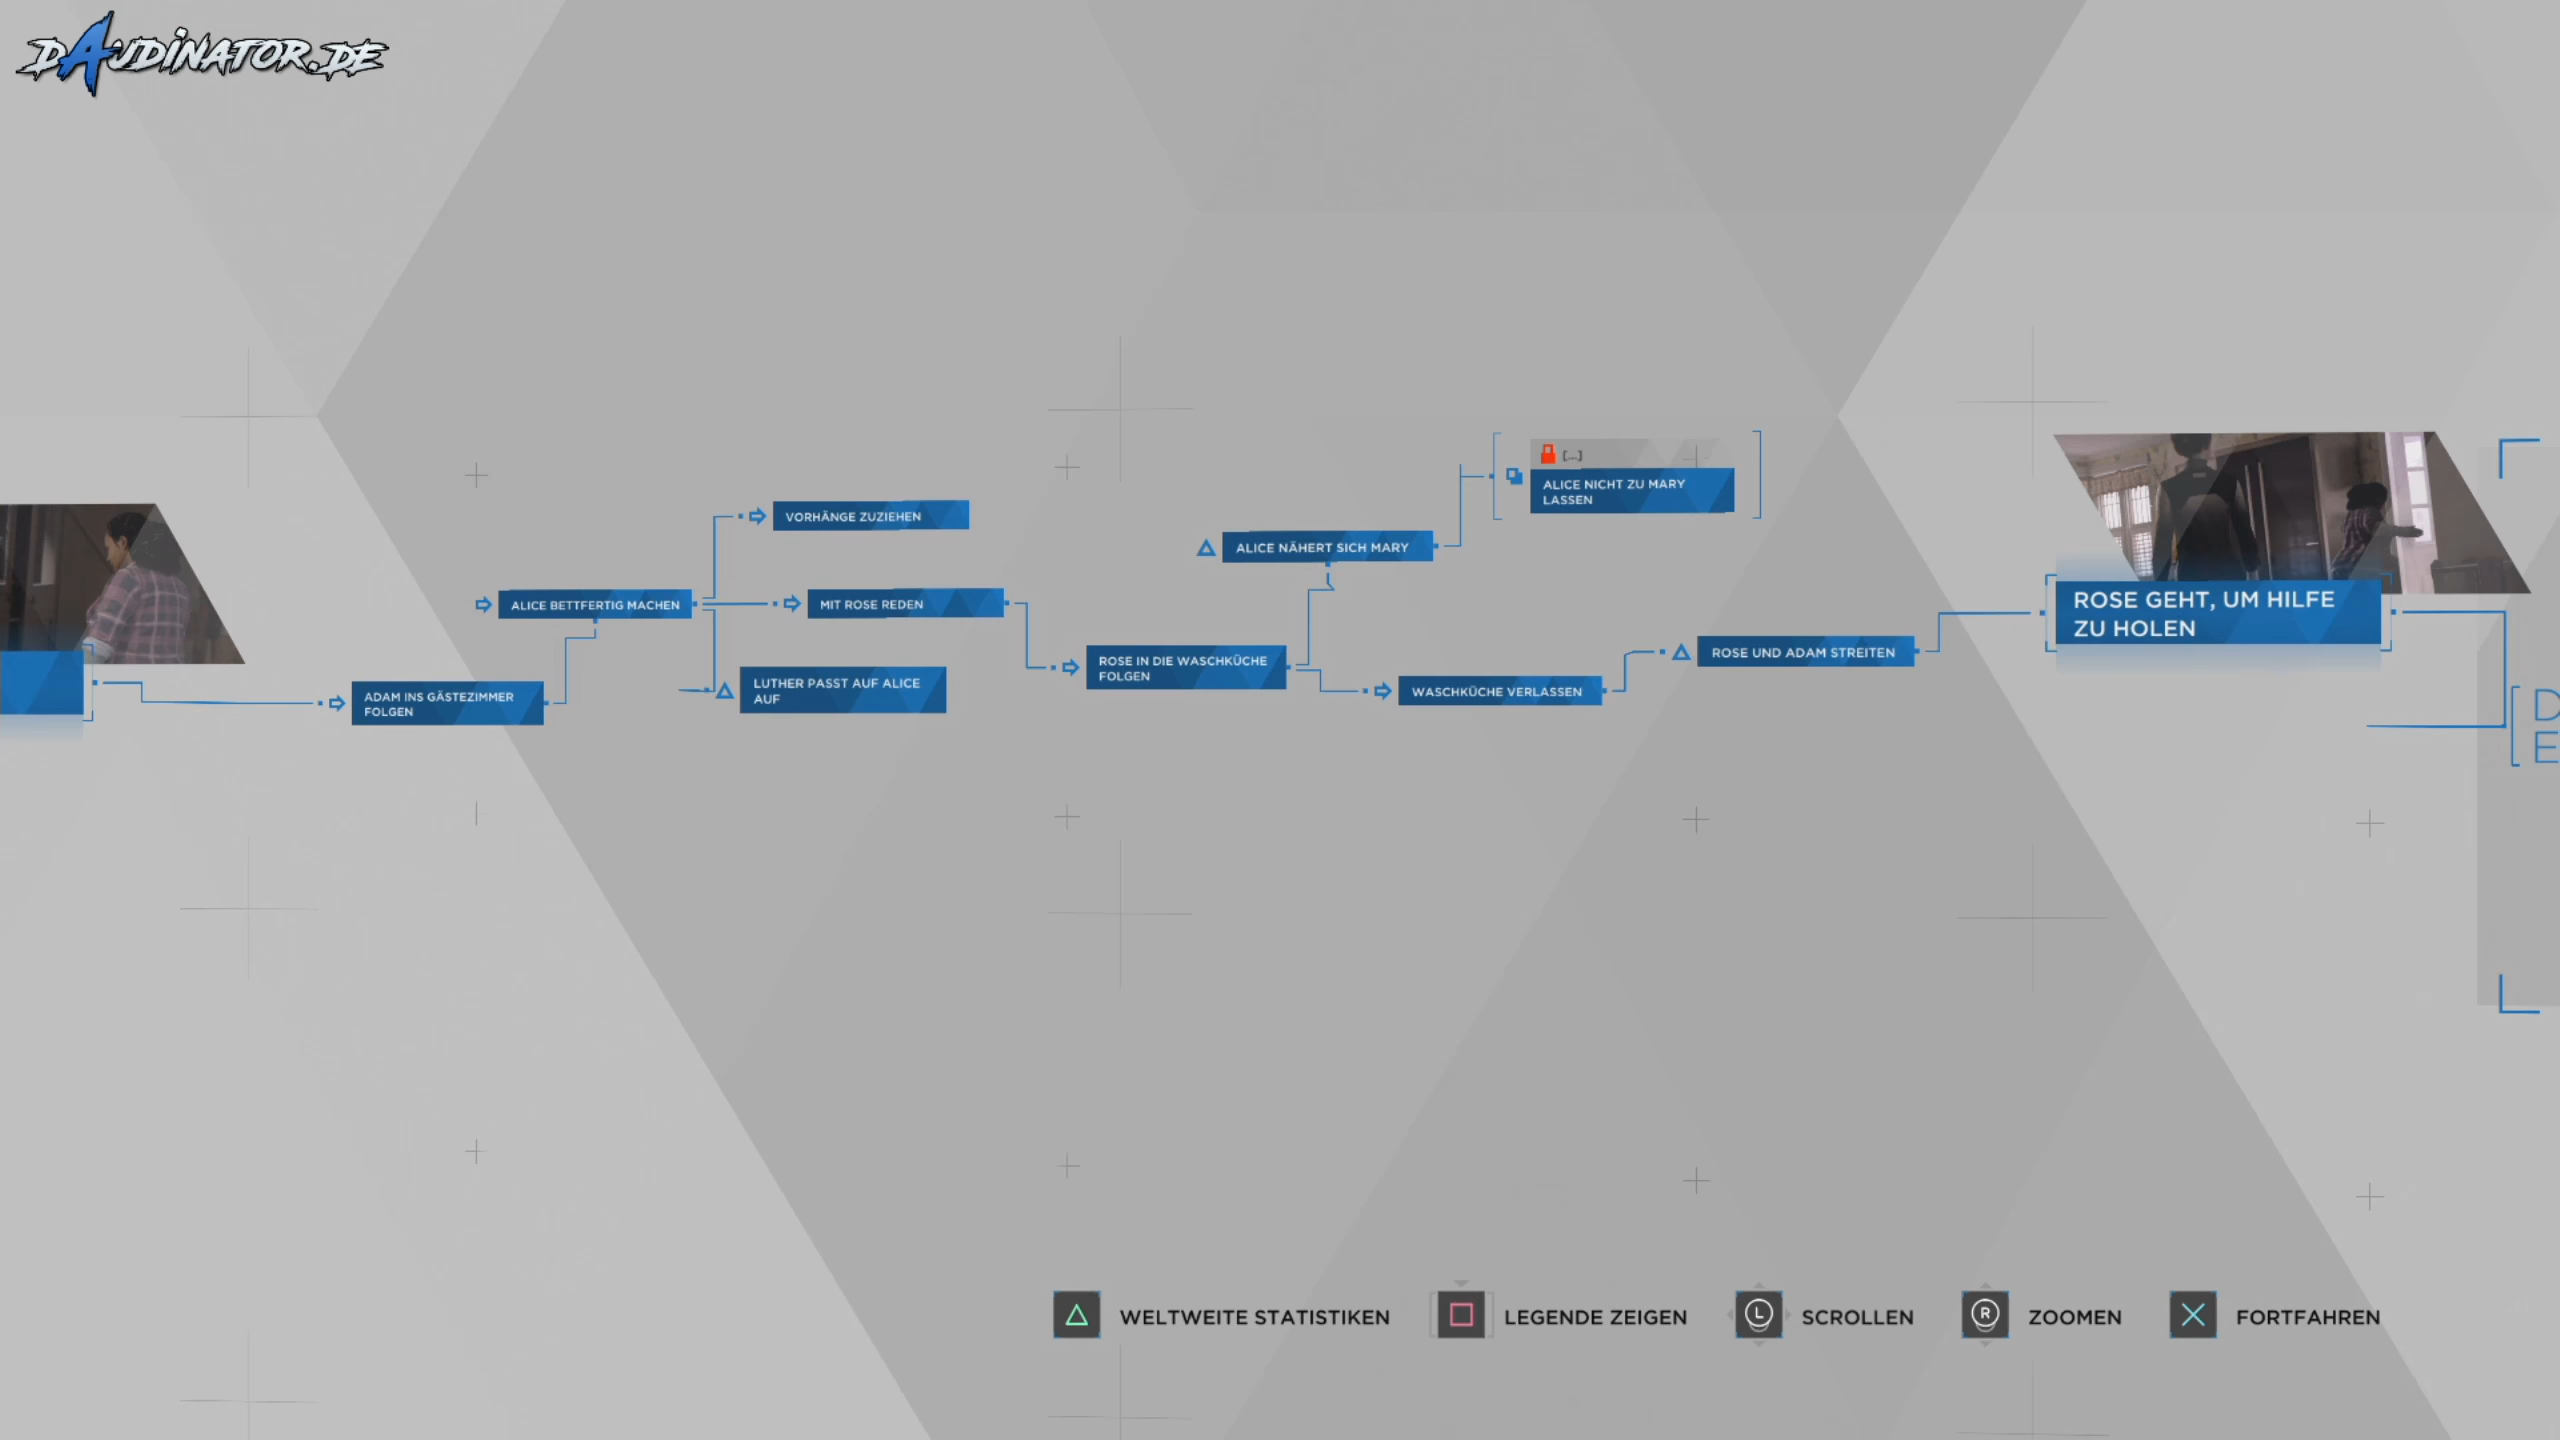 DAUDINATOR.DE
VORHÄNGE ZUZIEHEN
ALICE BETTFERTIG MACHEN
MIT ROSE REDEN
ADAM INS GÄSTEZIMMER
FOLGEN
LUTHER PASST AUF ALICE
AUF
ROSE IN DIE WASCHKÜCHE
FOLGEN
ALICE NÄHERT SICH MARY
[...]
ALICE NICHT ZU MARY
LASSEN
WASCHKÜCHE VERLASSEN
ROSE UND ADAM STREITEN
ROSE GEHT, UM HILFE
ZU HOLEN
D
E
WELTWEITE STATISTIKEN
LEGENDE ZEIGEN
L
SCROLLEN
R
ZOOMEN
FORTFAHREN